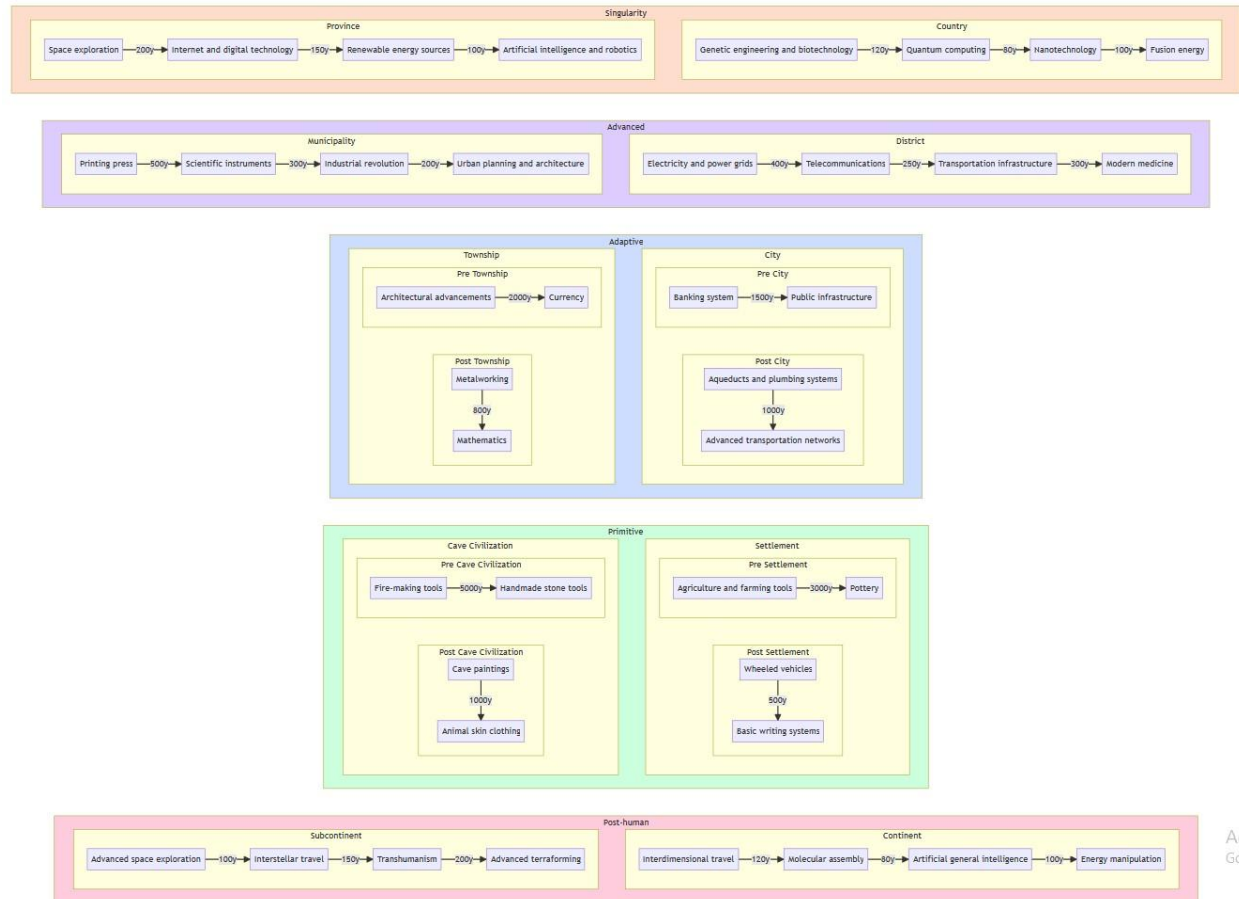 Singularity
Province
Country
Space exploration 200y Internet and digital technology 150y Renewable energy sources 100y Artificial intelligence and robotics
Genetic engineering and biotechnology 120y Quantum computing 80y Nanotechnology 100y Fusion energy
Advanced
Municipality
District
Printing press 500y Scientific instruments 300y Industrial revolution 200y Urban planning and architecture
Electricity and power grids 400y Telecommunications 250y Transportation infrastructure 300y Modern medicine
Adaptive
Township
Pre Township
Architectural advancements 2000y Currency
Post Township
Metalworking
800y
Mathematics
City
Pre City
Banking system 1500y Public infrastructure
Post City
Aqueducts and plumbing systems
1000y
Advanced transportation networks
Primitive
Cave Civilization
Pre Cave Civilization
Fire-making tools 5000y Handmade stone tools
Post Cave Civilization
Cave paintings
1000y
Animal skin clothing
Settlement
Pre Settlement
Agriculture and farming tools 3000y Pottery
Post Settlement
Wheeled vehicles
500y
Basic writing systems
Post-human
Subcontinent
Continent
Advanced space exploration 100y Interstellar travel 150y Transhumanism 200y Advanced terraforming
Interdimensional travel 120y Molecular assembly 80y Artificial general intelligence 100y Energy manipulation